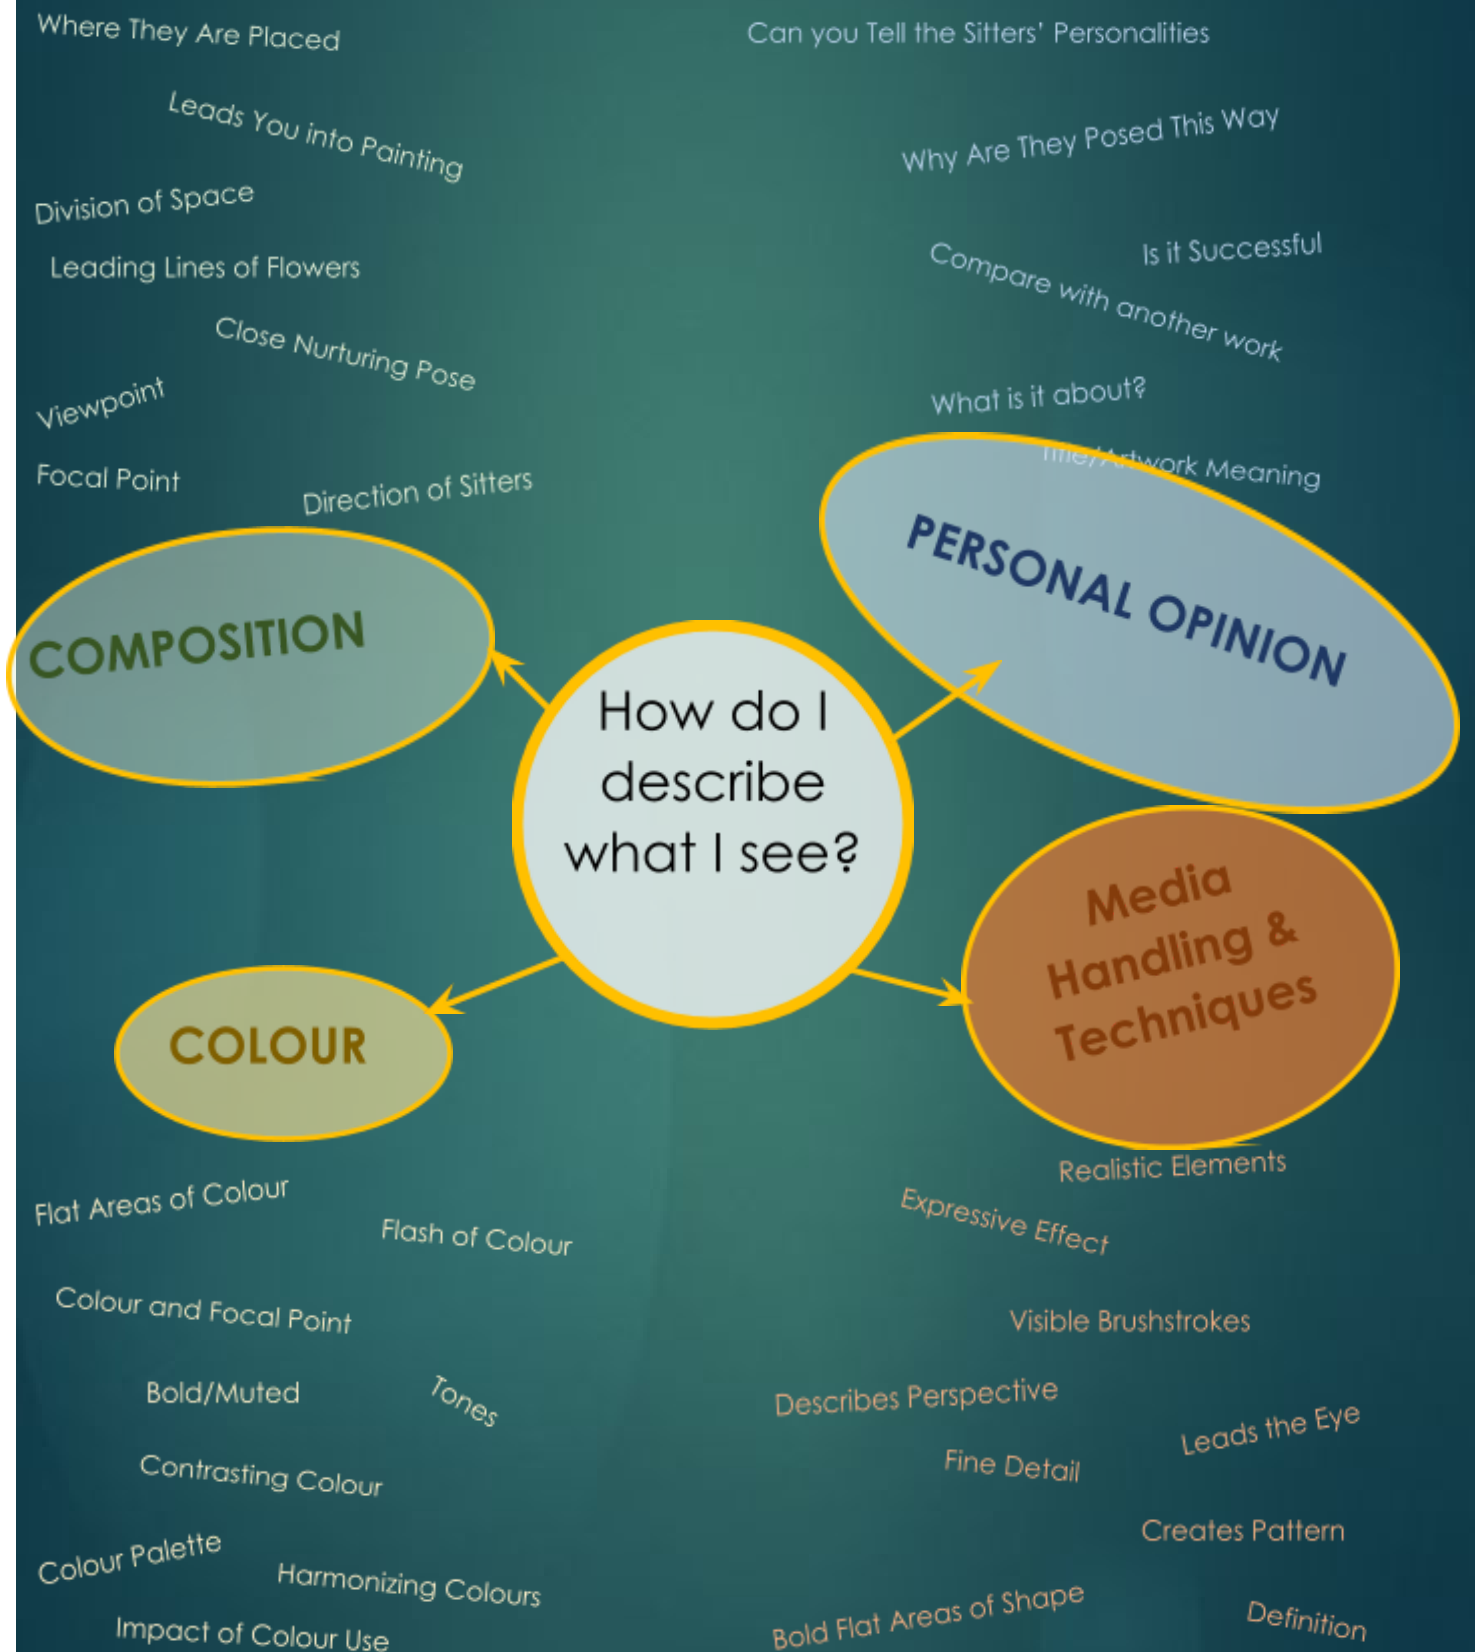 Where They Are Placed
Leads You into Painting
Division of Space
Leading Lines of Flowers
Close Nurturing Pose
Viewpoint
Focal Point
Direction of Sitters
COMPOSITION
Can you Tell the Sitters' Personalities
Why Are They Posed This Way
Is it Successful
Compare with another work
What is it about?
Title/Artwork Meaning
PERSONAL OPINION
How do I
describe
what I see?
COLOUR
Flat Areas of Colour
Flash of Colour
Colour and Focal Point
Bold/Muted
Tones
Contrasting Colour
Colour Palette
Harmonizing Colours
Impact of Colour Use
Media
Handling &
Techniques
Realistic Elements
Expressive Effect
Visible Brushstrokes
Describes Perspective
Leads the Eye
Fine Detail
Creates Pattern
Bold Flat Areas of Shape
Definition